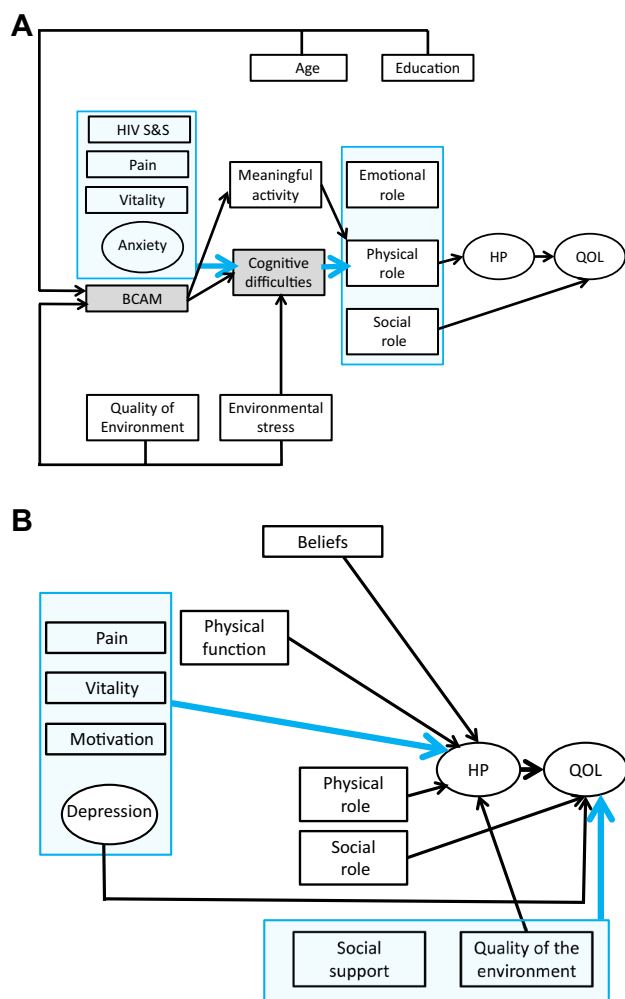 A
Age
Education
HIV S&S
Pain
Vitality
Anxiety
BCAM
Meaningful
activity
Cognitive
difficulties
Emotional
role
Physical
role
Social
role
HP
QOL
Quality of
Environment
Environmental
stress
B
Beliefs
Physical
function
Pain
Vitality
Motivation
Depression
HP
QOL
Physical
role
Social
role
Social
support
Quality of the
environment